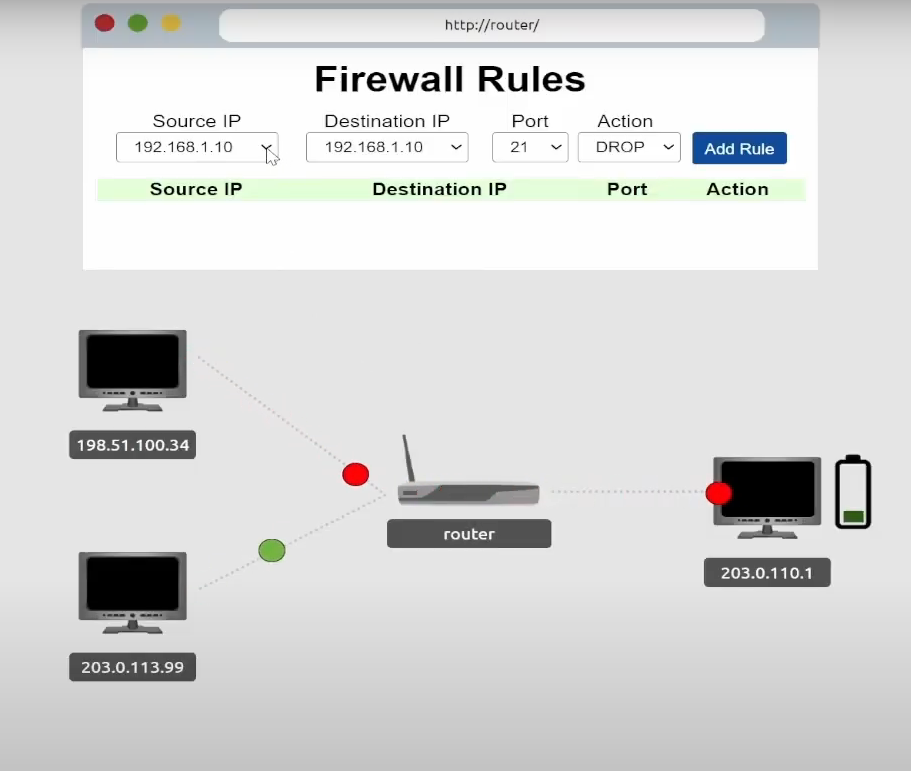 http://router/
Firewall Rules
Source IP Destination IP Port Action
192.168.1.10 192.168.1.10 21 DROP Add Rule
Source IP Destination IP Port Action
198.51.100.34
router
203.0.110.1
203.0.113.99